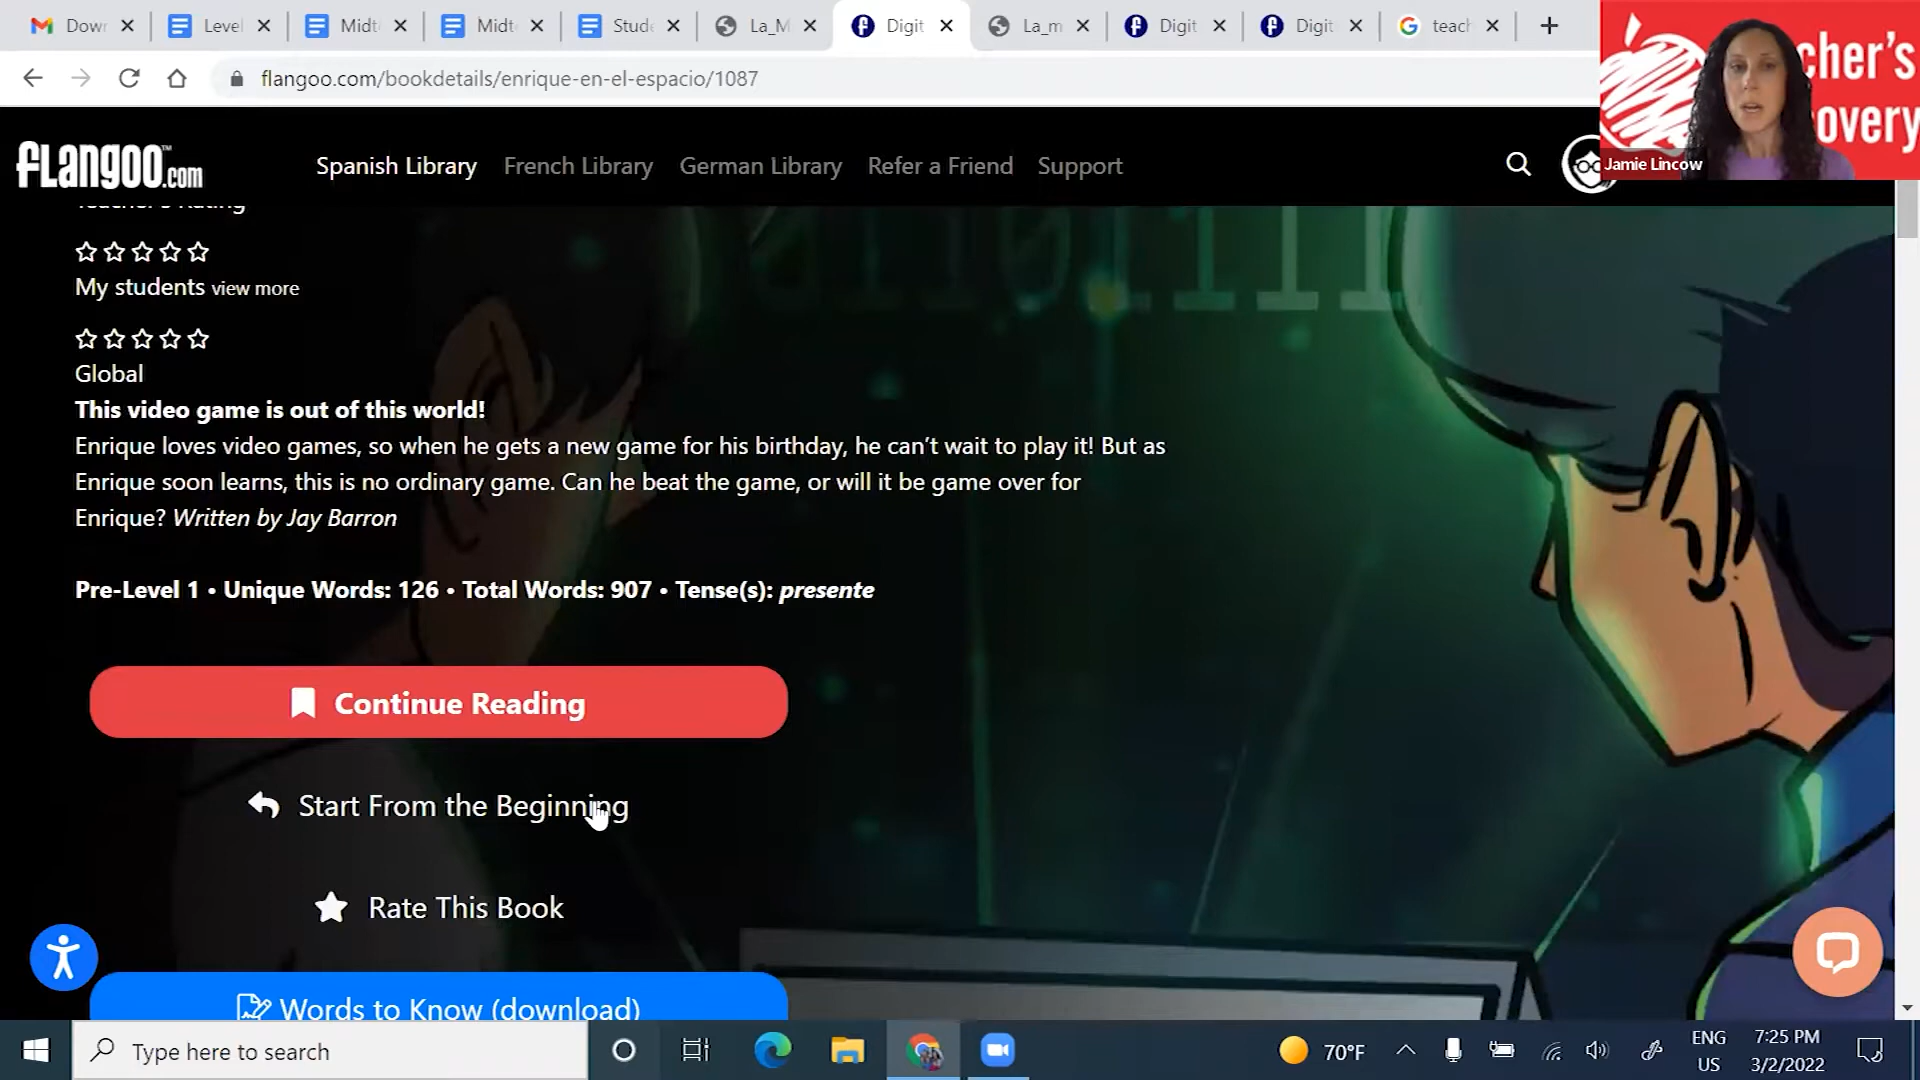 Down
Level
Midt
Midt
Stude
La_M
Digit
La_m
Digit
Digit
teach
flangoo.com/bookdetails/enrique-en-el-espacio/1087
cher's
overy
Jamie Lincow
fLangoo.com
Spanish Library
French Library
German Library
Refer a Friend
Support
Teacher's Rating
My students view more
Global
This video game is out of this world!
Enrique loves video games, so when he gets a new game for his birthday, he can't wait to play it! But as
Enrique soon learns, this is no ordinary game. Can he beat the game, or will it be game over for
Enrique? Written by Jay Barron
Pre-Level 1 • Unique Words: 126 • Total Words: 907 • Tense(s): presente
Continue Reading
Start From the Beginning
Rate This Book
Words to Know (download)
Type here to search
70°F
ENG
US
7:25 PM
3/2/2022